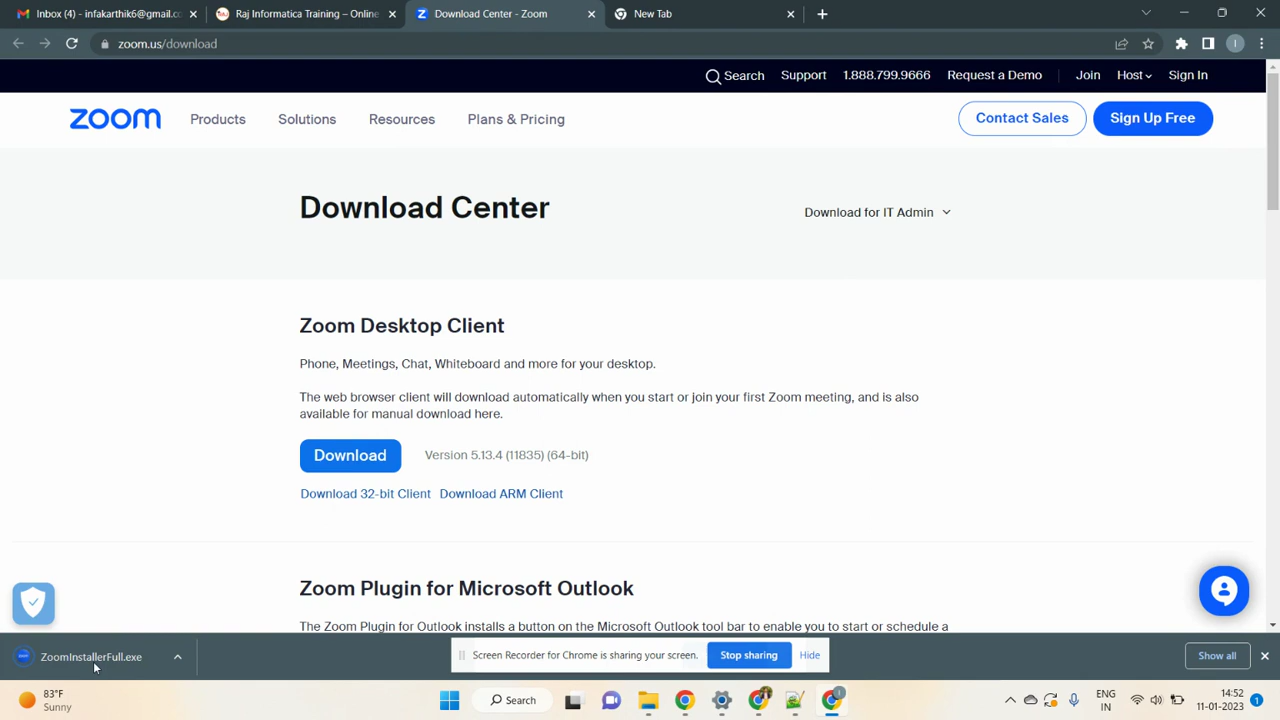 Inbox (4) - infakarthik6@gmail.c
Raj Informatica Training – Online
Download Center - Zoom
New Tab
zoom.us/download
Search
Support
1.888.799.9666
Request a Demo
Join
Host
Sign In
zoom
Products
Solutions
Resources
Plans & Pricing
Contact Sales
Sign Up Free
Download Center
Download for IT Admin
Zoom Desktop Client
Phone, Meetings, Chat, Whiteboard and more for your desktop.
The web browser client will download automatically when you start or join your first Zoom meeting, and is also
available for manual download here.
Download
Version 5.13.4 (11835) (64-bit)
Download 32-bit Client
Download ARM Client
Zoom Plugin for Microsoft Outlook
The Zoom Plugin for Outlook installs a button on the Microsoft Outlook tool bar to enable you to start or schedule a
ZoomInstallerFull.exe
Screen Recorder for Chrome is sharing your screen.
Stop sharing
Hide
Show all
83°F
Sunny
Search
ENG
IN
14:52
11-01-2023
1